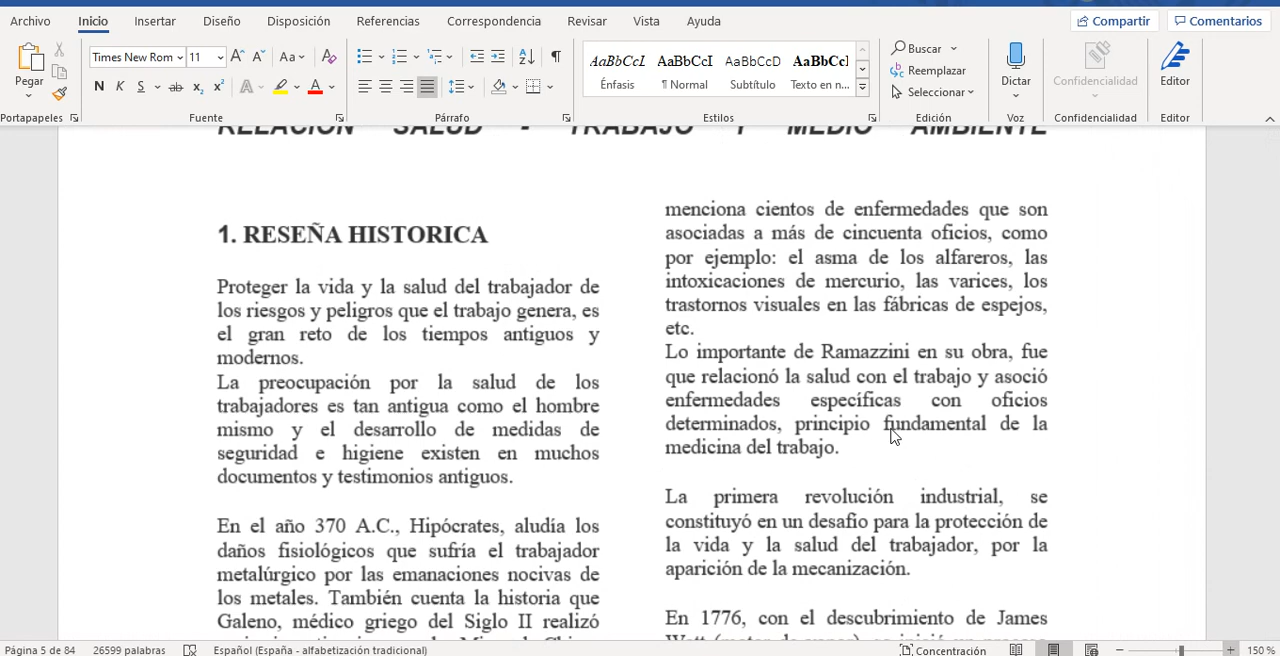 Archivo Inicio Insertar Diseño Disposición Referencias Correspondencia Revisar Vista Ayuda Compartir Comentarios
Pegar
Times New Rom 11
Aa
N K S ab x2 x2 A A
AaBbCcI AaBbCcI AaBbCcD AaBbCcI
Énfasis ¶ Normal Subtítulo Texto en n...
Buscar
Reemplazar
Seleccionar
Dictar
Confidencialidad
Editor
Portapapeles Fuente Párrafo Estilos Edición Voz Confidencialidad Editor
RELACION SALUD - TRABAJO Y MEDIO AMBIENTE
1. RESEÑA HISTORICA
Proteger la vida y la salud del trabajador de
los riesgos y peligros que el trabajo genera, es
el gran reto de los tiempos antiguos y
modernos.
La preocupación por la salud de los
trabajadores es tan antigua como el hombre
mismo y el desarrollo de medidas de
seguridad e higiene existen en muchos
documentos y testimonios antiguos.
En el año 370 A.C., Hipócrates, aludía los
daños fisiológicos que sufría el trabajador
metalúrgico por las emanaciones nocivas de
los metales. También cuenta la historia que
Galeno, médico griego del Siglo II realizó
menciona cientos de enfermedades que son
asociadas a más de cincuenta oficios, como
por ejemplo: el asma de los alfareros, las
intoxicaciones de mercurio, las varices, los
trastornos visuales en las fábricas de espejos,
etc.
Lo importante de Ramazzini en su obra, fue
que relacionó la salud con el trabajo y asoció
enfermedades específicas con oficios
determinados, principio fundamental de la
medicina del trabajo.
La primera revolución industrial, se
constituyó en un desafío para la protección de
la vida y la salud del trabajador, por la
aparición de la mecanización.
En 1776, con el descubrimiento de James
Página 5 de 84 26599 palabras Español (España - alfabetización tradicional) Concentración 150 %